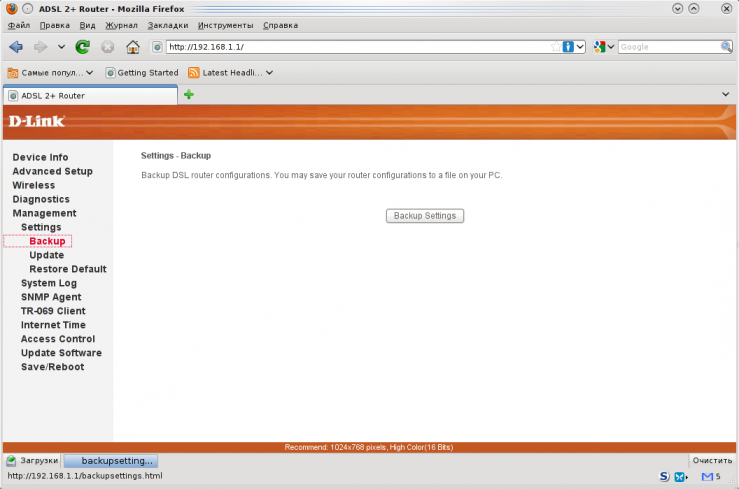 ADSL 2+ Router - Mozilla Firefox
Файл Правка Вид Журнал Закладки Инструменты Справка
http://192.168.1.1/ Google
Самые попул... Getting Started Latest Headli...
ADSL 2+ Router
D-Link
Device Info
Advanced Setup
Wireless
Diagnostics
Management
Settings
Backup
Update
Restore Default
System Log
SNMP Agent
TR-069 Client
Internet Time
Access Control
Update Software
Save/Reboot
Settings - Backup
Backup DSL router configurations. You may save your router configurations to a file on your PC.
Backup Settings
Recommend: 1024x768 pixels, High Color(16 Bits)
Загрузки backupsetting... Очистить
http://192.168.1.1/backupsettings.html S 5